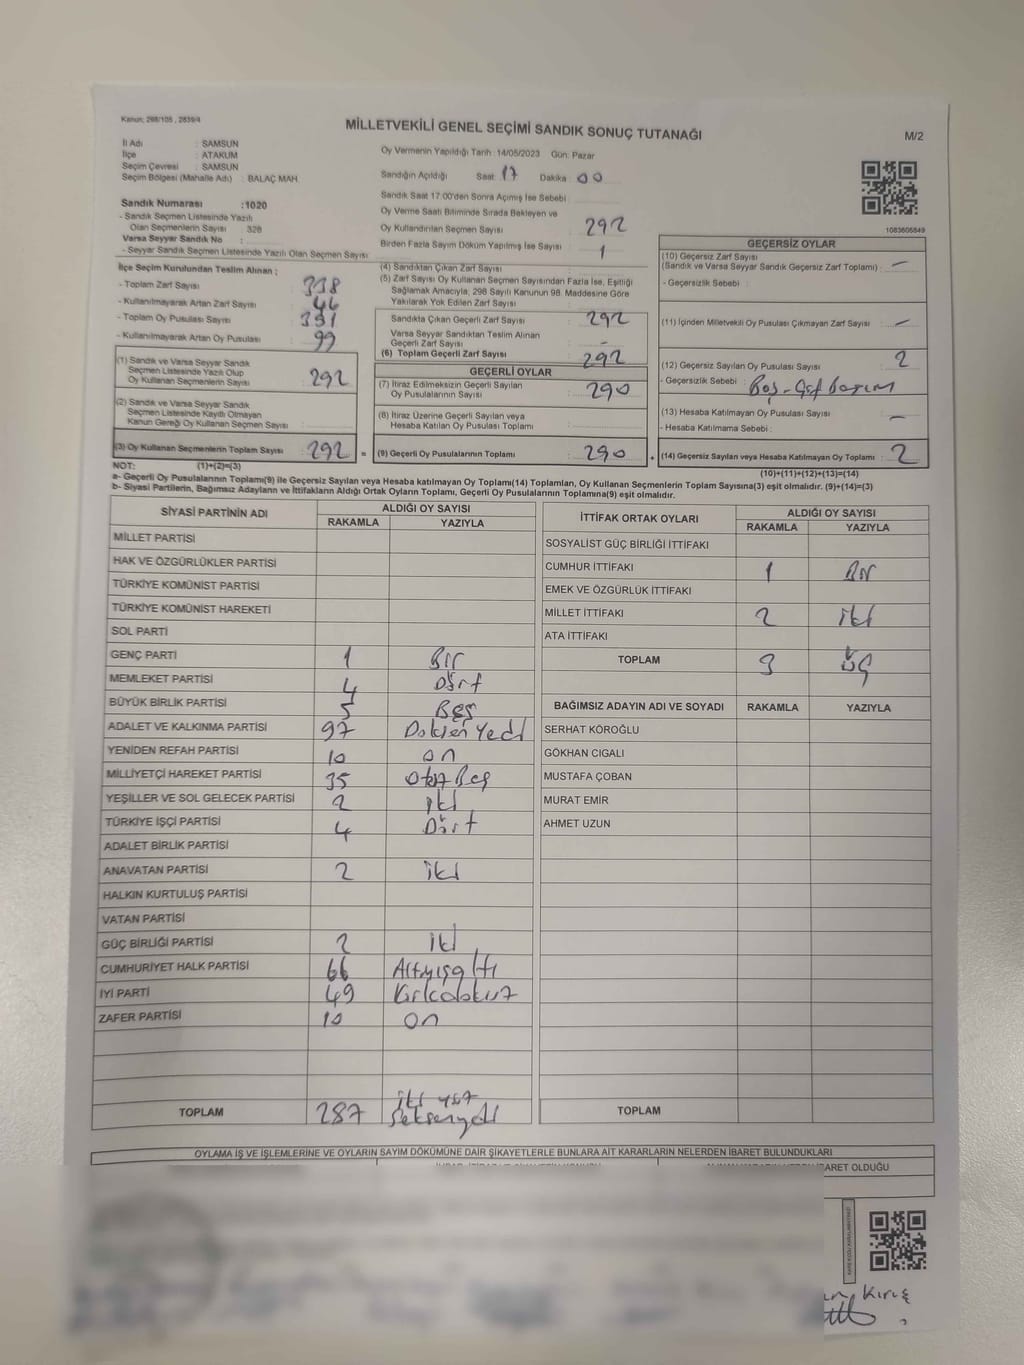 Kanun: 298/105 , 2839/4
MİLLETVEKİLİ GENEL SEÇİMİ SANDIK SONUÇ TUTANAĞI
M/2
İl Adı : SAMSUN
İlçe : ATAKUM
Seçim Çevresi : SAMSUN
Seçim Bölgesi (Mahalle Adı) : BALAÇ MAH.
Oy Vermenin Yapıldığı Tarih :14/05/2023 Gün: Pazar
Sandığın Açıldığı Saat : 17 Dakika : 00
Sandık Saat 17:00'den Sonra Açımış İse Sebebi :
Sandık Numarası :1020
- Sandık Seçmen Listesinde Yazılı
Olan Seçmenlerin Sayısı : 328
Varsa Seyyar Sandık No :
- Seyyar Sandık Seçmen Listesinde Yazılı Olan Seçmen Sayısı :
Oy Verme Saati Bitiminde Sırada Bekleyen ve
Oy Kullandırılan Seçmen Sayısı : 292
Birden Fazla Sayım Döküm Yapılmış İse Sayısı : 1
1083605849
İlçe Seçim Kurulundan Teslim Alınan ;
- Toplam Zarf Sayısı : 338
- Kullanılmayarak Artan Zarf Sayısı : 46
- Toplam Oy Pusulası Sayısı : 391
- Kullanılmayarak Artan Oy Pusulası : 99
(1) Sandık ve Varsa Seyyar Sandık
Seçmen Listesinde Yazılı Olup
Oy Kullanan Seçmenlerin Sayısı : 292
(2) Sandık ve Varsa Seyyar Sandık
Seçmen Listesinde Kayıtlı Olmayan
Kanun Gereği Oy Kullanan Seçmen Sayısı :
(3) Oy Kullanan Seçmenlerin Toplam Sayısı : 292
(4) Sandıktan Çıkan Zarf Sayısı :
(5) Zarf Sayısı Oy Kullanan Seçmen Sayısından Fazla İse, Eşitliği
Sağlamak Amacıyla, 298 Sayılı Kanunun 98. Maddesine Göre
Yakılarak Yok Edilen Zarf Sayısı :
Sandıkta Çıkan Geçerli Zarf Sayısı : 292
Varsa Seyyar Sandıktan Teslim Alınan
Geçerli Zarf Sayısı : -
(6) Toplam Geçerli Zarf Sayısı : 292
GEÇERLİ OYLAR
(7) İtiraz Edilmeksizin Geçerli Sayılan
Oy Pusulalarının Sayısı : 290
(8) İtiraz Üzerine Geçerli Sayılan veya
Hesaba Katılan Oy Pusulası Toplamı :
= (9) Geçerli Oy Pusulalarının Toplamı : 290 +
GEÇERSİZ OYLAR
(10) Geçersiz Zarf Sayısı
(Sandık ve Varsa Seyyar Sandık Geçersiz Zarf Toplamı) : -
- Geçersizlik Sebebi :
(11) İçinden Milletvekili Oy Pusulası Çıkmayan Zarf Sayısı : -
(12) Geçersiz Sayılan Oy Pusulası Sayısı : 2
- Geçersizlik Sebebi : Boş - Çift Basım
(13) Hesaba Katılmayan Oy Pusulası Sayısı : -
- Hesaba Katılmama Sebebi :
(14) Geçersiz Sayılan veya Hesaba Katılmayan Oy Toplamı : 2
NOT: (1)+(2)=(3) (10)+(11)+(12)+(13)=(14)
a- Geçerli Oy Pusulalarının Toplamı(9) ile Geçersiz Sayılan veya Hesaba katılmayan Oy Toplamı(14) Toplamları, Oy Kullanan Seçmenlerin Toplam Sayısına(3) eşit olmalıdır. (9)+(14)=(3)
b- Siyasi Partilerin, Bağımsız Adayların ve İttifakların Aldığı Ortak Oyların Toplamı, Geçerli Oy Pusulalarının Toplamına(9) eşit olmalıdır.
SİYASİ PARTİNİN ADI
ALDIĞI OY SAYISI
RAKAMLA YAZIYLA
MİLLET PARTİSİ
HAK VE ÖZGÜRLÜKLER PARTİSİ
TÜRKİYE KOMÜNİST PARTİSİ
TÜRKİYE KOMÜNİST HAREKETİ
SOL PARTİ
GENÇ PARTİ 1 Bir
MEMLEKET PARTİSİ 4 Dört
BÜYÜK BİRLİK PARTİSİ 5 Beş
ADALET VE KALKINMA PARTİSİ 97 Doksan Yedi
YENİDEN REFAH PARTİSİ 10 on
MİLLİYETÇİ HAREKET PARTİSİ 35 Otuz Beş
YEŞİLLER VE SOL GELECEK PARTİSİ 2 iki
TÜRKİYE İŞÇİ PARTİSİ 4 Dört
ADALET BİRLİK PARTİSİ
ANAVATAN PARTİSİ 2 iki
HALKIN KURTULUŞ PARTİSİ
VATAN PARTİSİ
GÜÇ BİRLİĞİ PARTİSİ 2 iki
CUMHURİYET HALK PARTİSİ 66 Altmışaltı
İYİ PARTİ 49 Kırkdokuz
ZAFER PARTİSİ 10 on
TOPLAM 287 iki yüz
Seksenyedi
İTTİFAK ORTAK OYLARI
ALDIĞI OY SAYISI
RAKAMLA YAZIYLA
SOSYALİST GÜÇ BİRLİĞİ İTTİFAKI
CUMHUR İTTİFAKI 1 Bir
EMEK VE ÖZGÜRLÜK İTTİFAKI
MİLLET İTTİFAKI 2 iki
ATA İTTİFAKI
TOPLAM 3 üç
BAĞIMSIZ ADAYIN ADI VE SOYADI RAKAMLA YAZIYLA
SERHAT KÖROĞLU
GÖKHAN CIGALI
MUSTAFA ÇOBAN
MURAT EMİR
AHMET UZUN
TOPLAM
OYLAMA İŞ VE İŞLEMLERİNE VE OYLARIN SAYIM DÖKÜMÜNE DAİR ŞİKAYETLERLE BUNLARA AİT KARARLARIN NELERDEN İBARET BULUNDUKLARI
BARET OLDUĞU